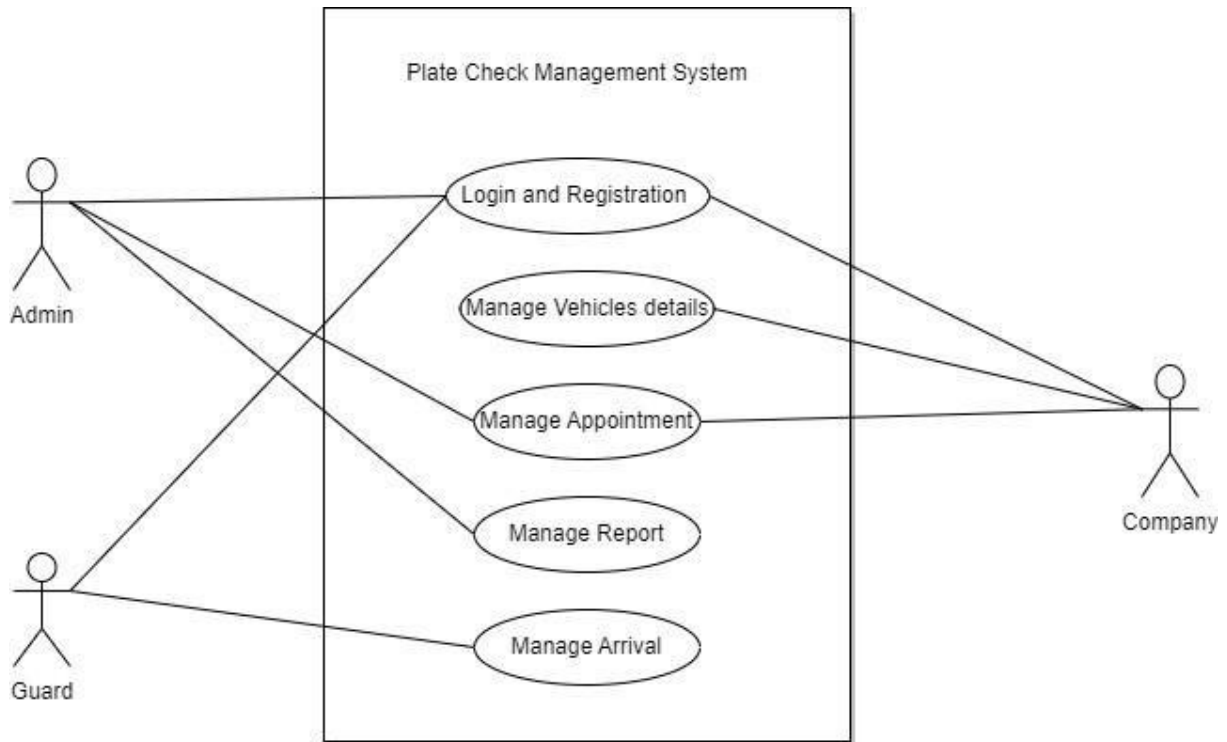 Plate Check Management System
Login and Registration
Manage Vehicles details
Admin
Manage Appointment
Company
Manage Report
Manage Arrival
Guard